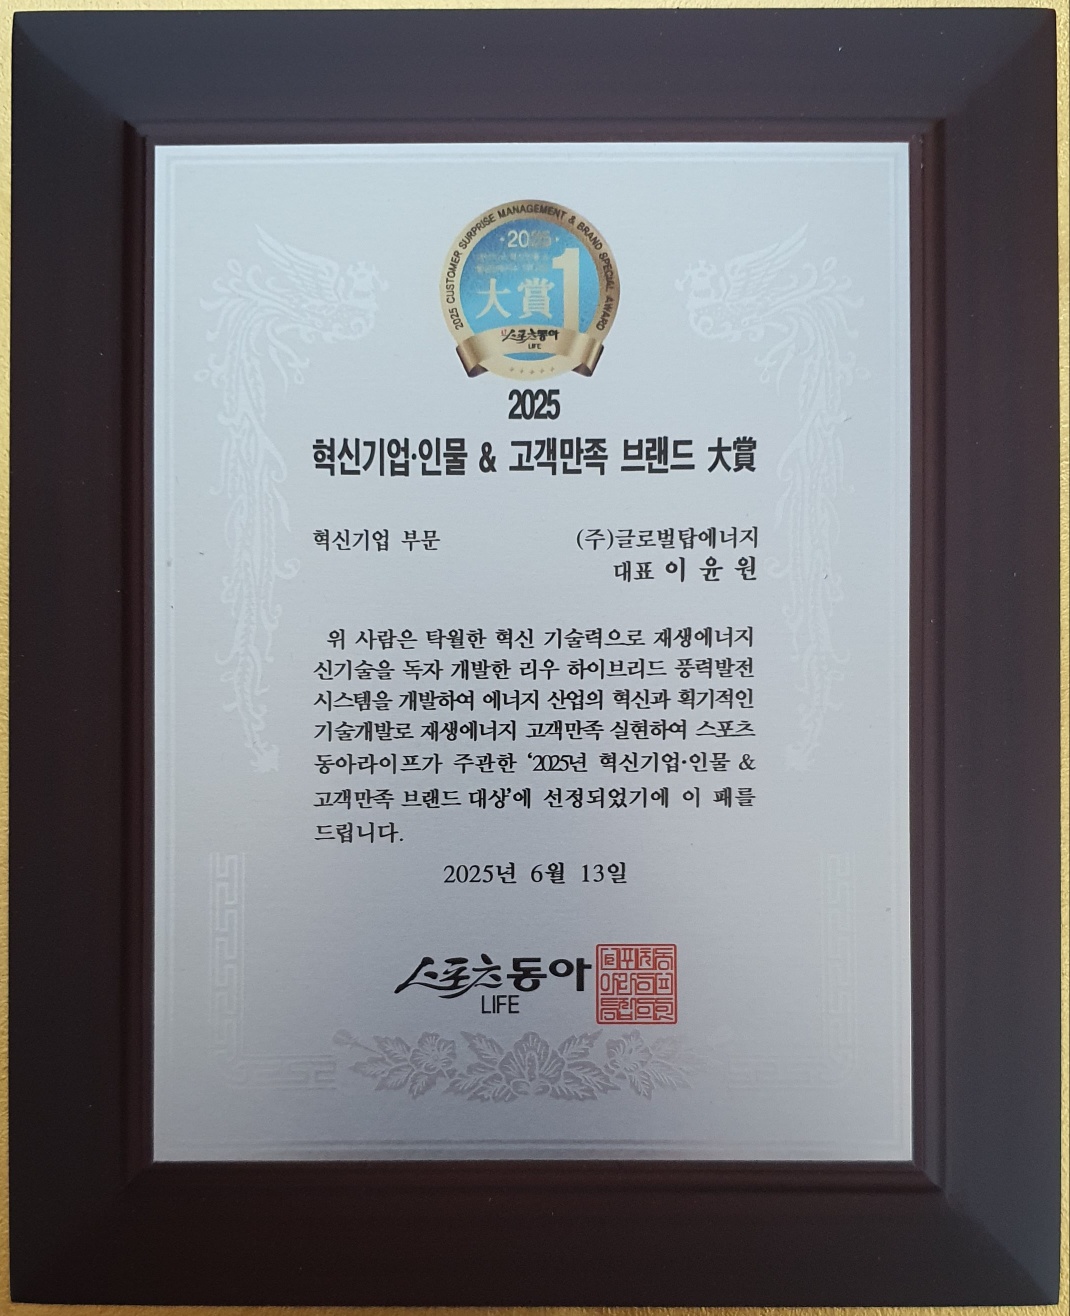 2025 CUSTOMER SURPRISE MANAGEMENT & BRAND SPECIAL AWARD
·2025·
大賞 1
스포츠동아
LIFE
2025
혁신기업·인물 & 고객만족 브랜드 大賞
혁신기업 부문 (주)글로벌탑에너지
대표 이 윤 원
위 사람은 탁월한 혁신 기술력으로 재생에너지
신기술을 독자 개발한 리우 하이브리드 풍력발전
시스템을 개발하여 에너지 산업의 혁신과 획기적인
기술개발로 재생에너지 고객만족 실현하여 스포츠
동아라이프가 주관한 ‘2025년 혁신기업·인물 &
고객만족 브랜드 대상’에 선정되었기에 이 패를
드립니다.
2025년 6월 13일
스포츠동아
LIFE